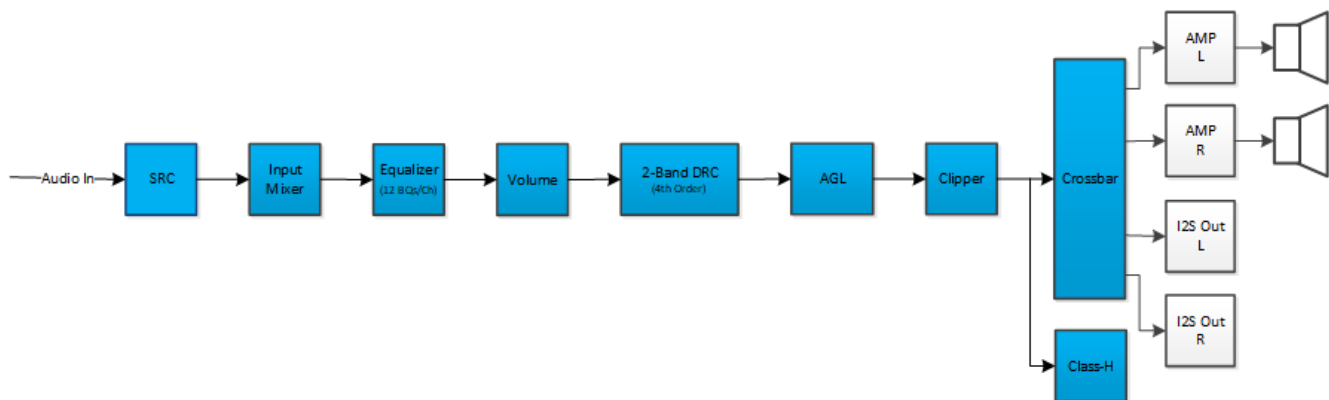 Audio In
SRC
Input
Mixer
Equalizer
(12 BQs/Ch)
Volume
2-Band DRC
(4th Order)
AGL
Clipper
Crossbar
AMP
L
AMP
R
I2S Out
L
I2S Out
R
Class-H